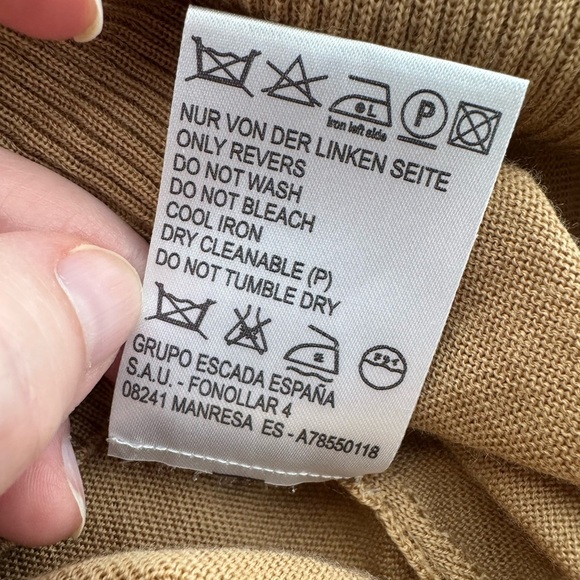 L
Iron left side
P
NUR VON DER LINKEN SEITE
ONLY REVERS
DO NOT WASH
DO NOT BLEACH
COOL IRON
DRY CLEANABLE (P)
DO NOT TUMBLE DRY
GRUPO ESCADA ESPAÑA
S.A.U. - FONOLLAR 4
08241 MANRESA ES - A78550118